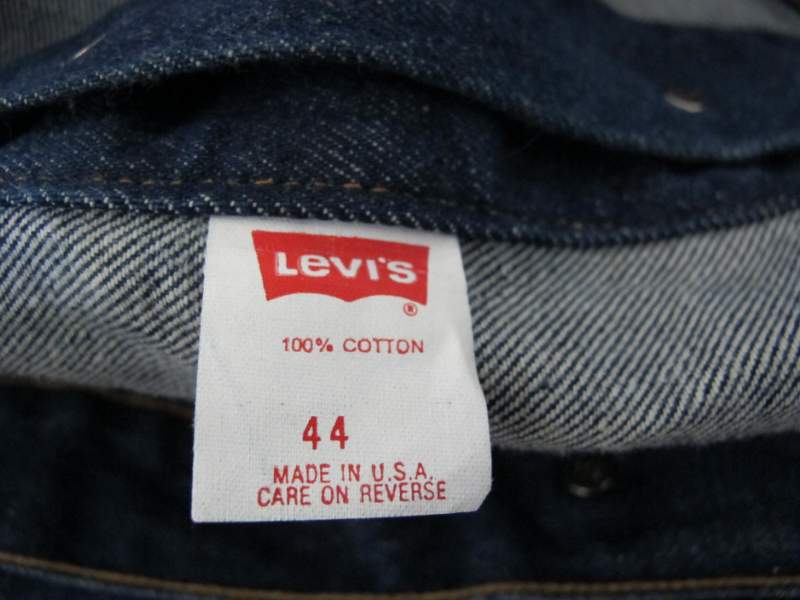 Levi's
®
100% COTTON
44
MADE IN U.S.A.
CARE ON REVERSE